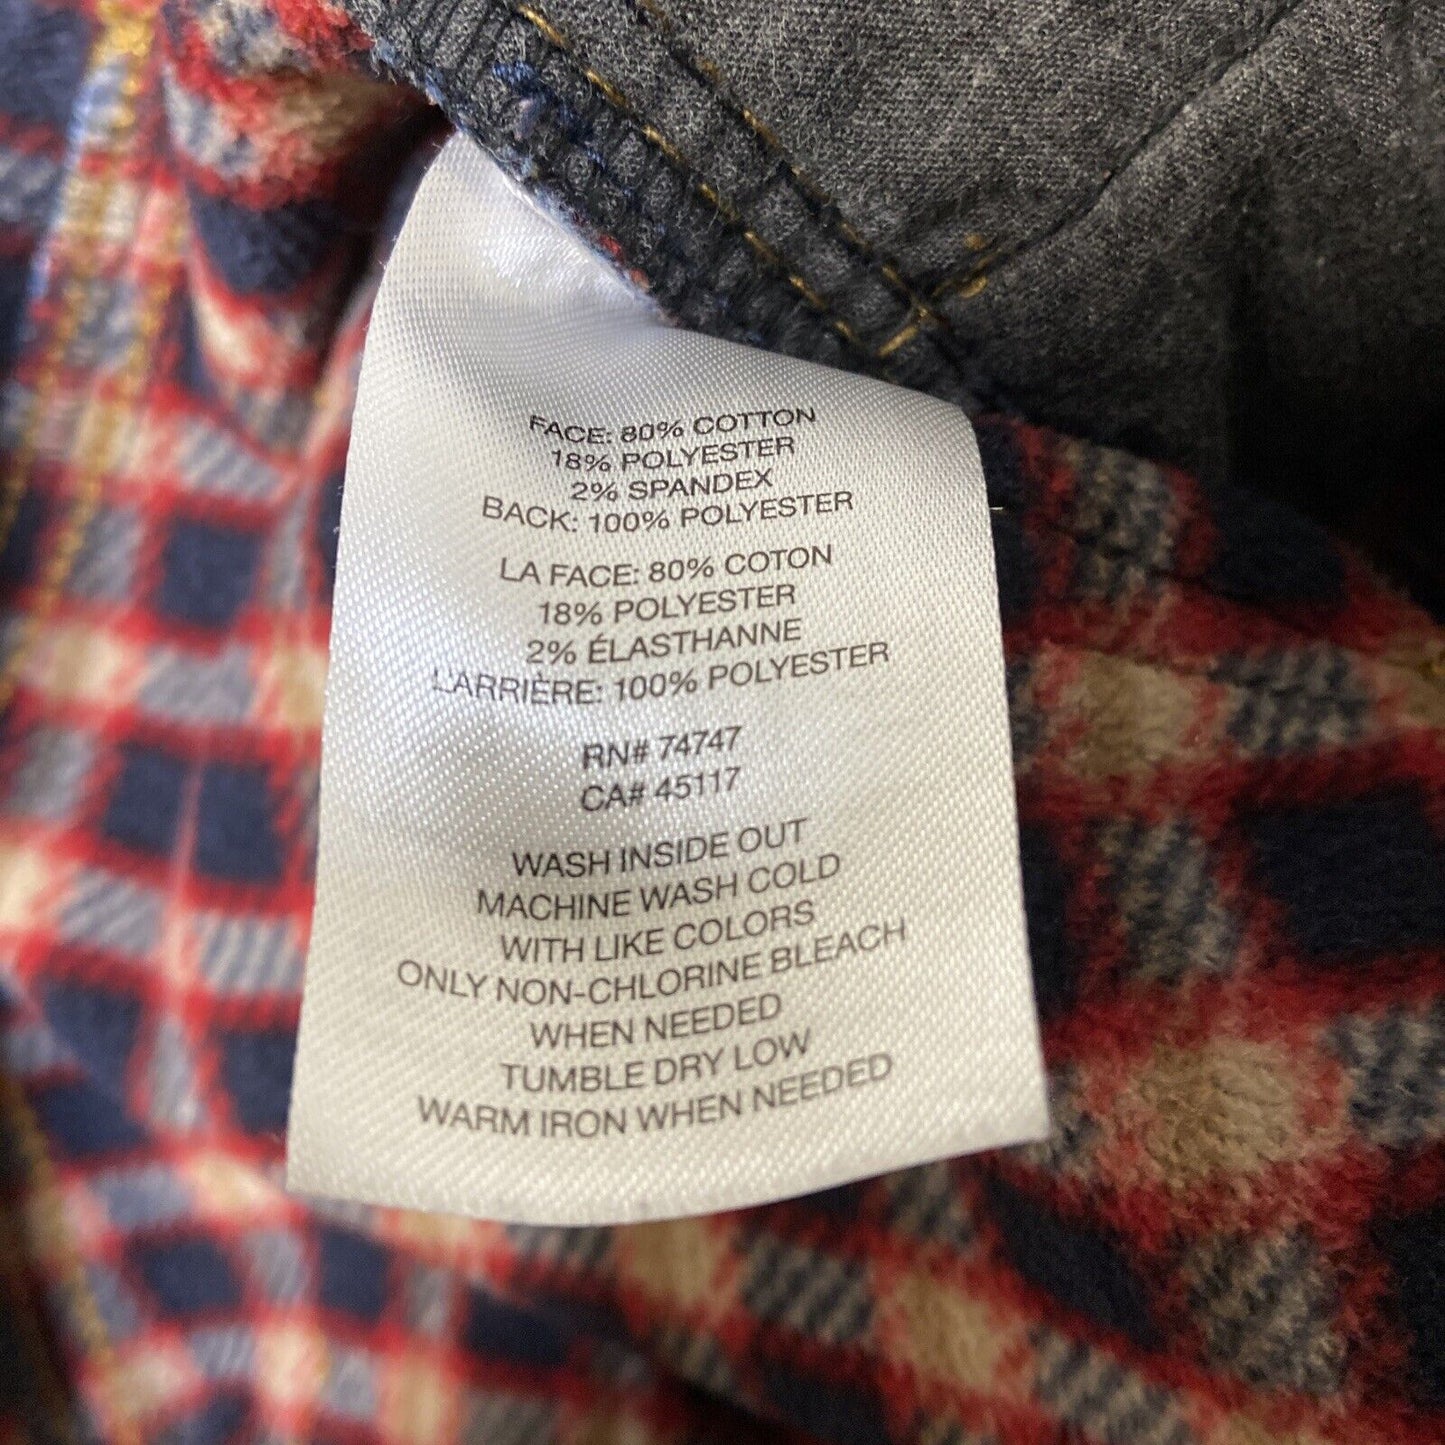 FACE: 80% COTTON
18% POLYESTER
2% SPANDEX
BACK: 100% POLYESTER
LA FACE: 80% COTON
18% POLYESTER
2% ÉLASTHANNE
L'ARRIÈRE: 100% POLYESTER
RN# 74747
CA# 45117
WASH INSIDE OUT
MACHINE WASH COLD
WITH LIKE COLORS
ONLY NON-CHLORINE BLEACH
WHEN NEEDED
TUMBLE DRY LOW
WARM IRON WHEN NEEDED